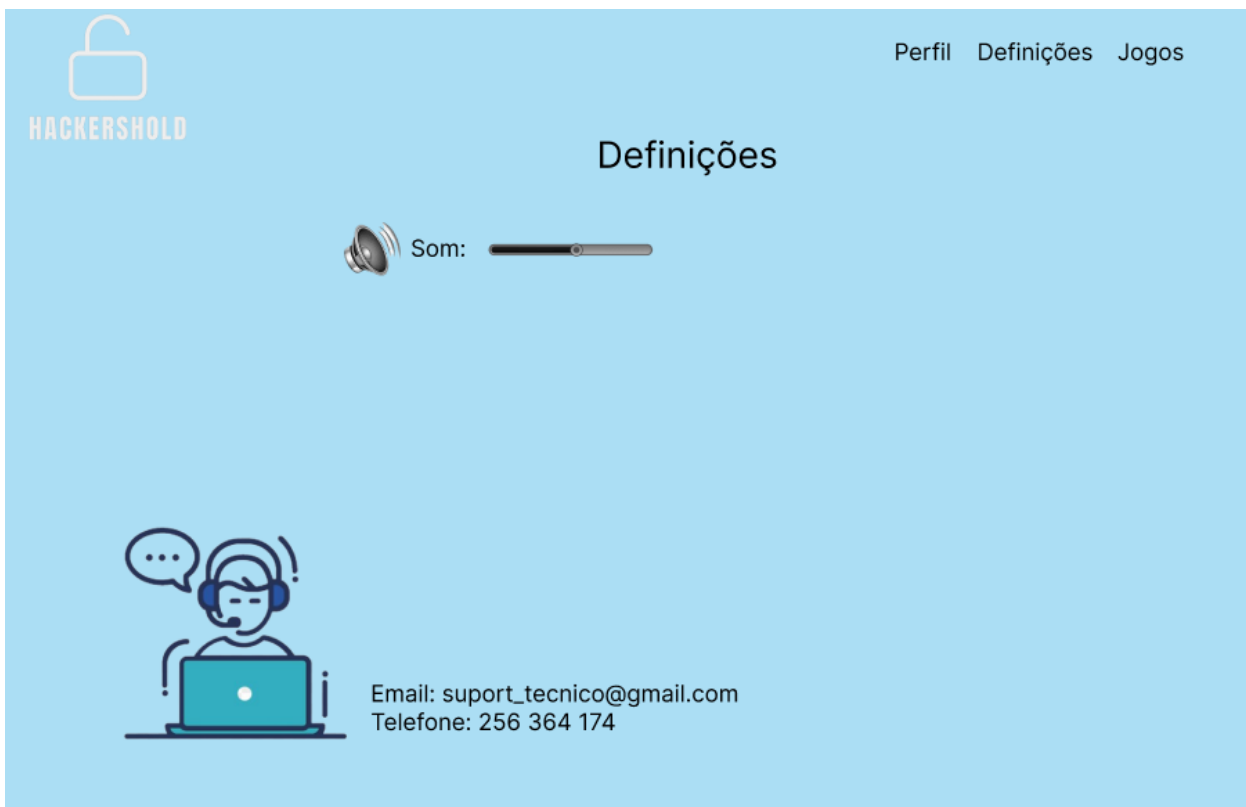 HACKERSHOLD
Perfil Definições Jogos
Definições
Som:
Email: suport_tecnico@gmail.com
Telefone: 256 364 174